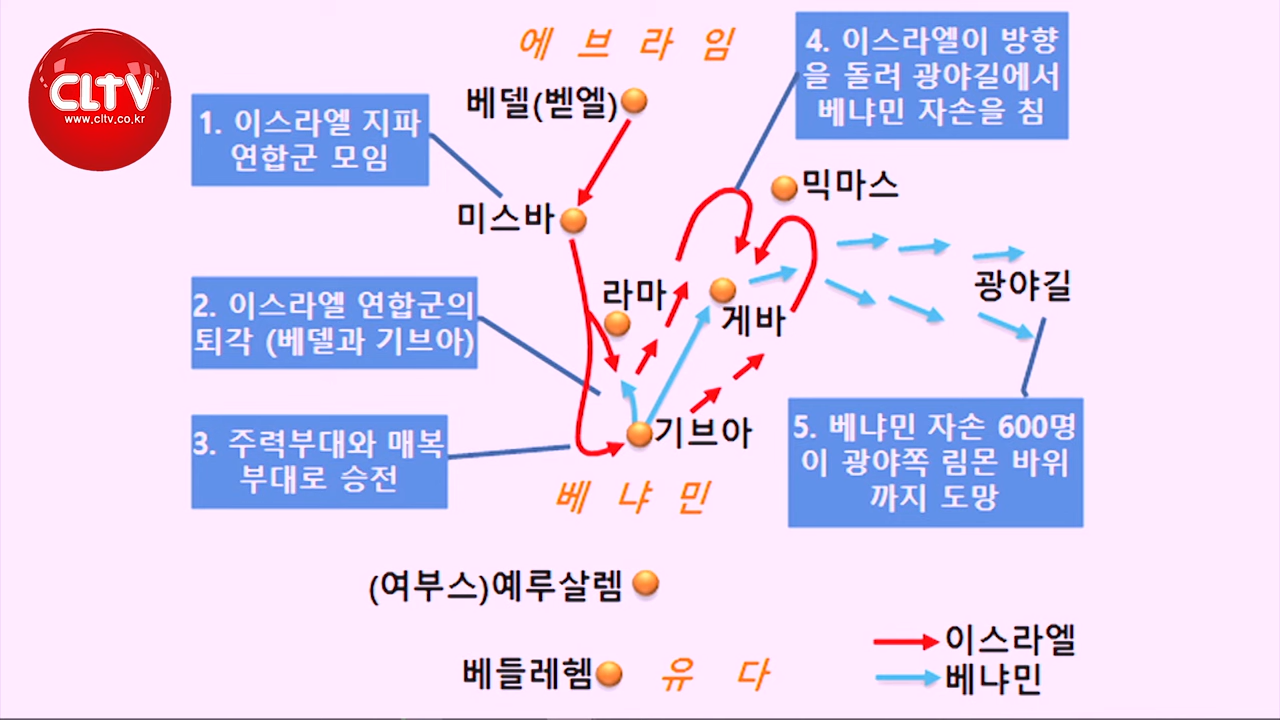 CLTV
www.cltv.co.kr
에 브 라 임
베델(벧엘)
1. 이스라엘 지파
연합군 모임
4. 이스라엘이 방향
을 돌려 광야길에서
베냐민 자손을 침
믹마스
미스바
광야길
2. 이스라엘 연합군의
퇴각 (베델과 기브아)
라마
게바
3. 주력부대와 매복
부대로 승전
기브아
5. 베냐민 자손 600명
이 광야쪽 림몬 바위
까지 도망
베 냐 민
(여부스)예루살렘
베들레헴
유 다
이스라엘
베냐민